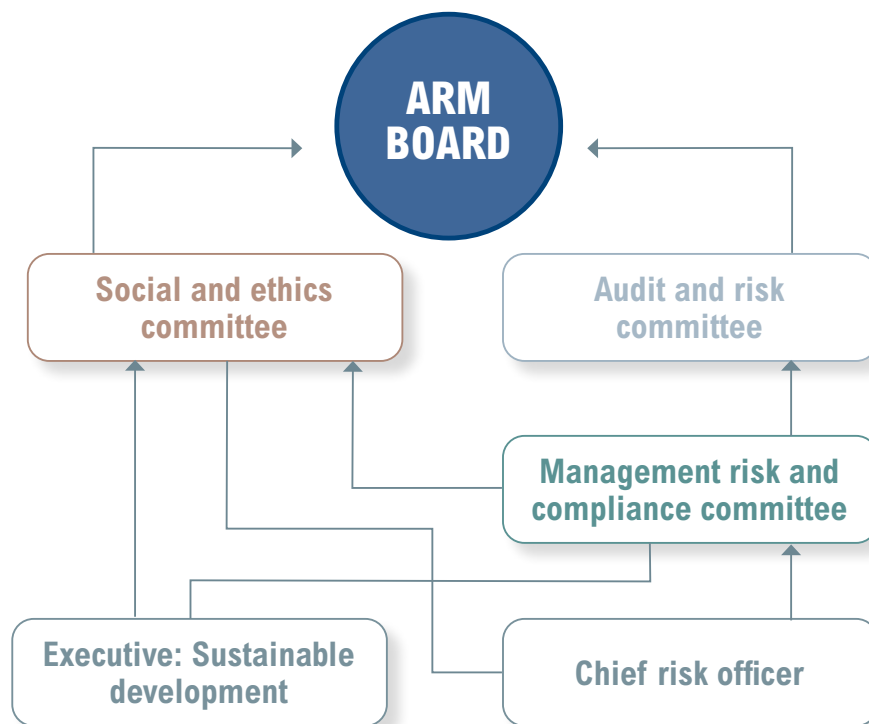 ARM
BOARD
Social and ethics
committee
Audit and risk
committee
Management risk and
compliance committee
Executive: Sustainable
development
Chief risk officer